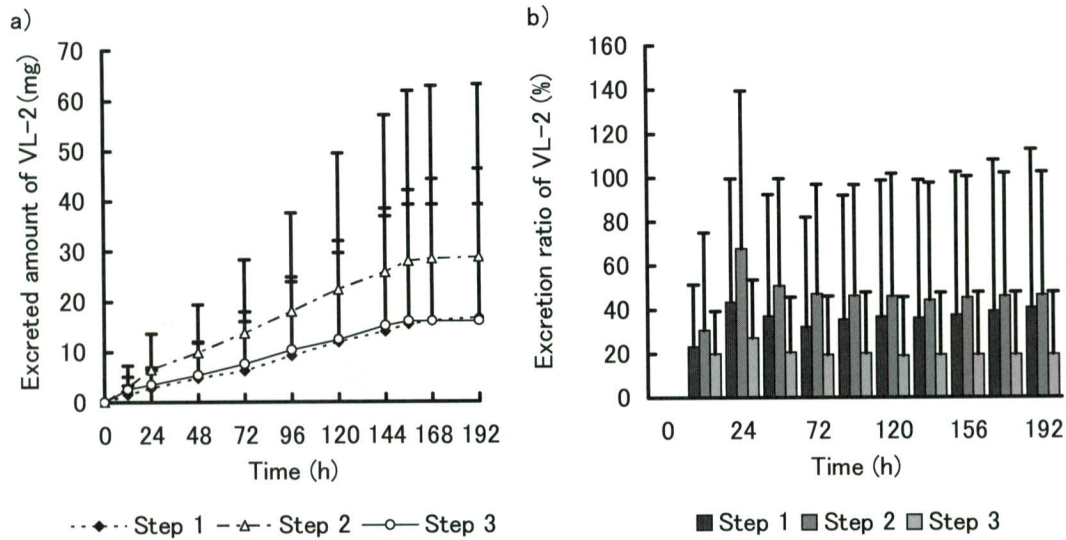 a)
Excreted amount of VL-2 (mg)
70
60
50
40
30
20
10
0
0 24 48 72 96 120 144 168 192
Time (h)
Step 1 Step 2 Step 3
b)
Excretion ratio of VL-2 (%)
160
140
120
100
80
60
40
20
0
0 24 72 120 156 192
Time (h)
Step 1 Step 2 Step 3